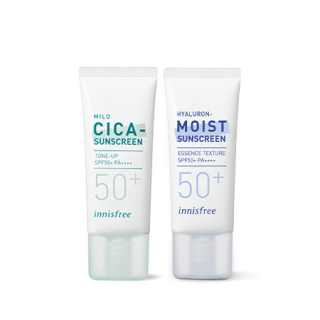 MILD
CICA-
SUNSCREEN
TONE-UP
SPF50+ PA++++
50+
innisfree
HYALURON-
MOIST
SUNSCREEN
ESSENCE TEXTURE
SPF50+ PA++++
50+
innisfree